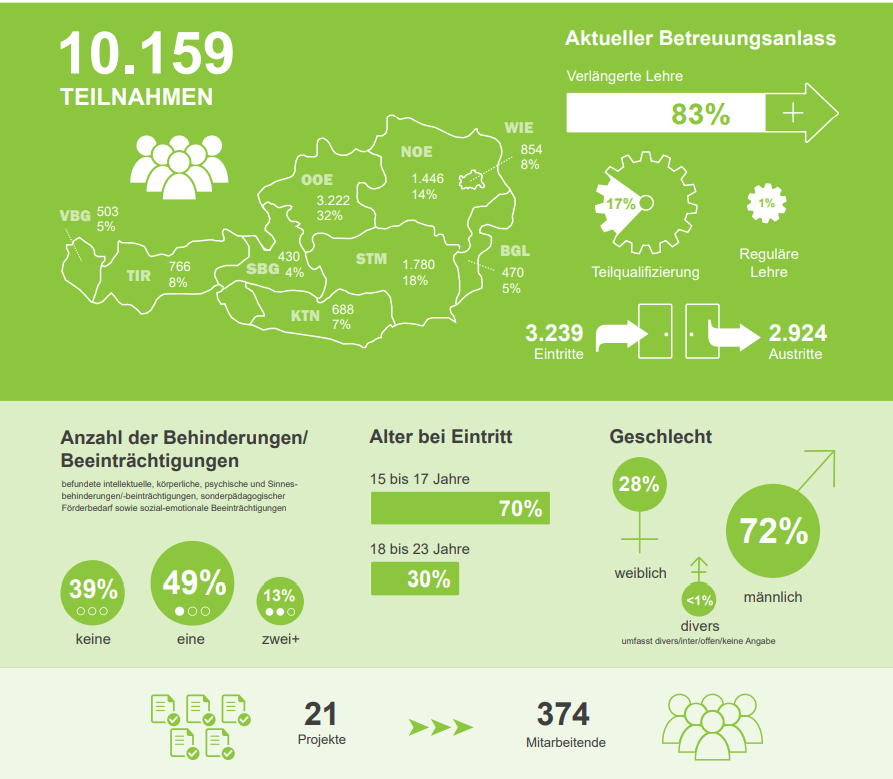 10.159
TEILNAHMEN
VBG 503
5%
TIR 766
8%
SBG 430
4%
OOE
3.222
32%
NOE
1.446
14%
WIE
854
8%
STM 1.780
18%
BGL
470
5%
KTN 688
7%
Aktueller Betreuungsanlass
Verlängerte Lehre
83%
17%
Teilqualifizierung
1%
Reguläre
Lehre
3.239
Eintritte
2.924
Austritte
Anzahl der Behinderungen/
Beeinträchtigungen
befundete intellektuelle, körperliche, psychische und Sinnes-
behinderungen/-beinträchtigungen, sonderpädagogischer
Förderbedarf sowie sozial-emotionale Beeinträchtigungen
39%
keine
49%
eine
13%
zwei+
Alter bei Eintritt
15 bis 17 Jahre
70%
18 bis 23 Jahre
30%
Geschlecht
28%
weiblich
<1%
divers
umfasst divers/inter/offen/keine Angabe
72%
männlich
21
Projekte
374
Mitarbeitende